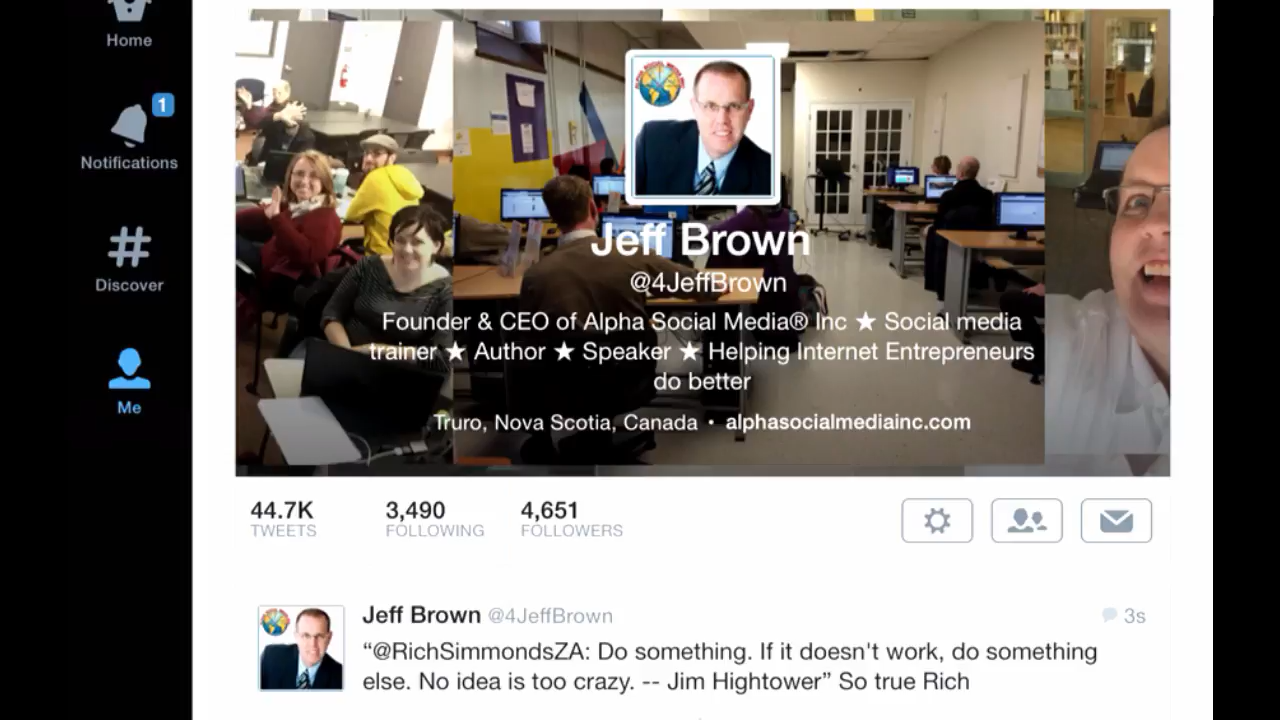 Home
1
Notifications
Discover
Me
Jeff Brown
@4JeffBrown
Founder & CEO of Alpha Social Media® Inc ★ Social media
trainer ★ Author ★ Speaker ★ Helping Internet Entrepreneurs
do better
Truro, Nova Scotia, Canada • alphasocialmediainc.com
44.7K
TWEETS
3,490
FOLLOWING
4,651
FOLLOWERS
Jeff Brown @4JeffBrown
3s
“@RichSimmondsZA: Do something. If it doesn't work, do something
else. No idea is too crazy. -- Jim Hightower” So true Rich